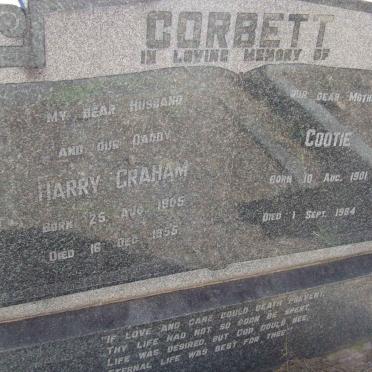 CORBETT
IN LOVING MEMORY OF
MY DEAR HUSBAND
AND OUR DADDY
HARRY GRAHAM
BORN 25 AUG. 1905
DIED 16 DEC. 1955
OUR DEAR MOTH
COOTIE
BORN 10 AUG. 1901
DIED 1 SEPT. 1984
"IF LOVE AND CARE COULD DEATH PREVENT,
THY LIFE HAD NOT SO SOON BE SPENT,
LIFE WAS DESIRED, BUT GOD COULD SEE,
ETERNAL LIFE WAS BEST FOR THEE."